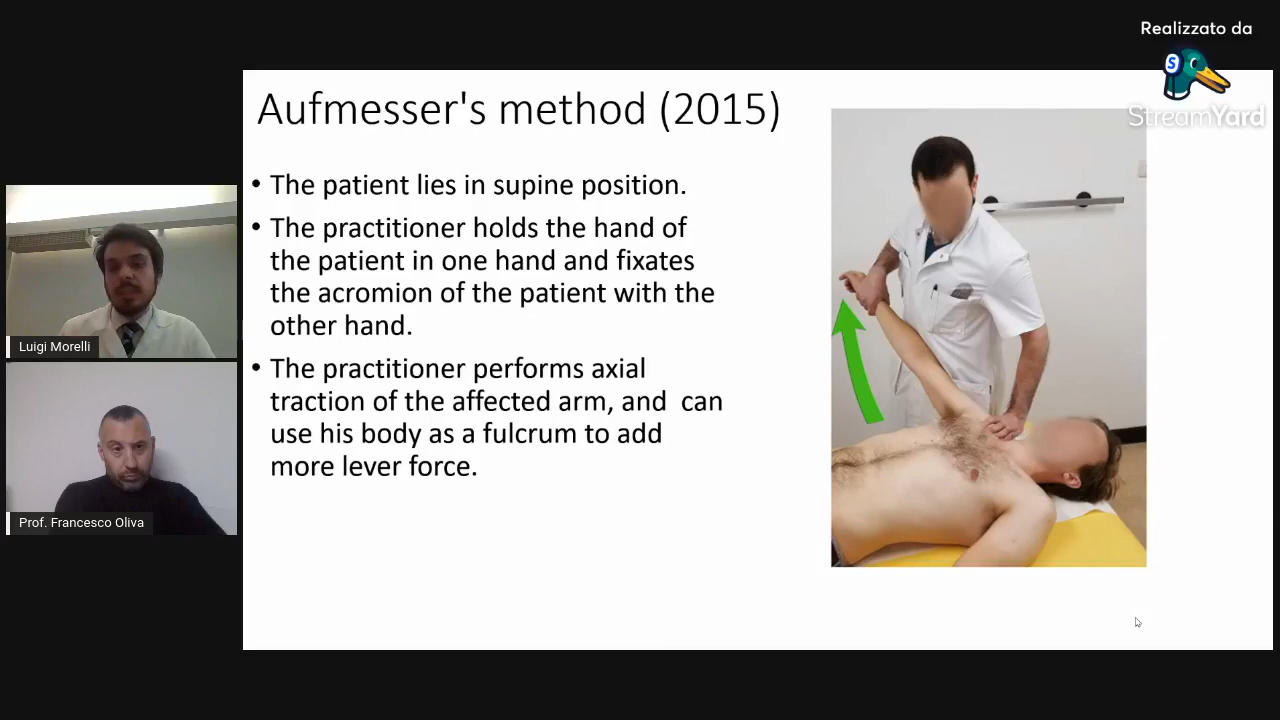 Realizzato da
StreamYard
Aufmesser's method (2015)
• The patient lies in supine position.
• The practitioner holds the hand of
the patient in one hand and fixates
the acromion of the patient with the
other hand.
• The practitioner performs axial
traction of the affected arm, and  can
use his body as a fulcrum to add
more lever force.
Luigi Morelli
Prof. Francesco Oliva